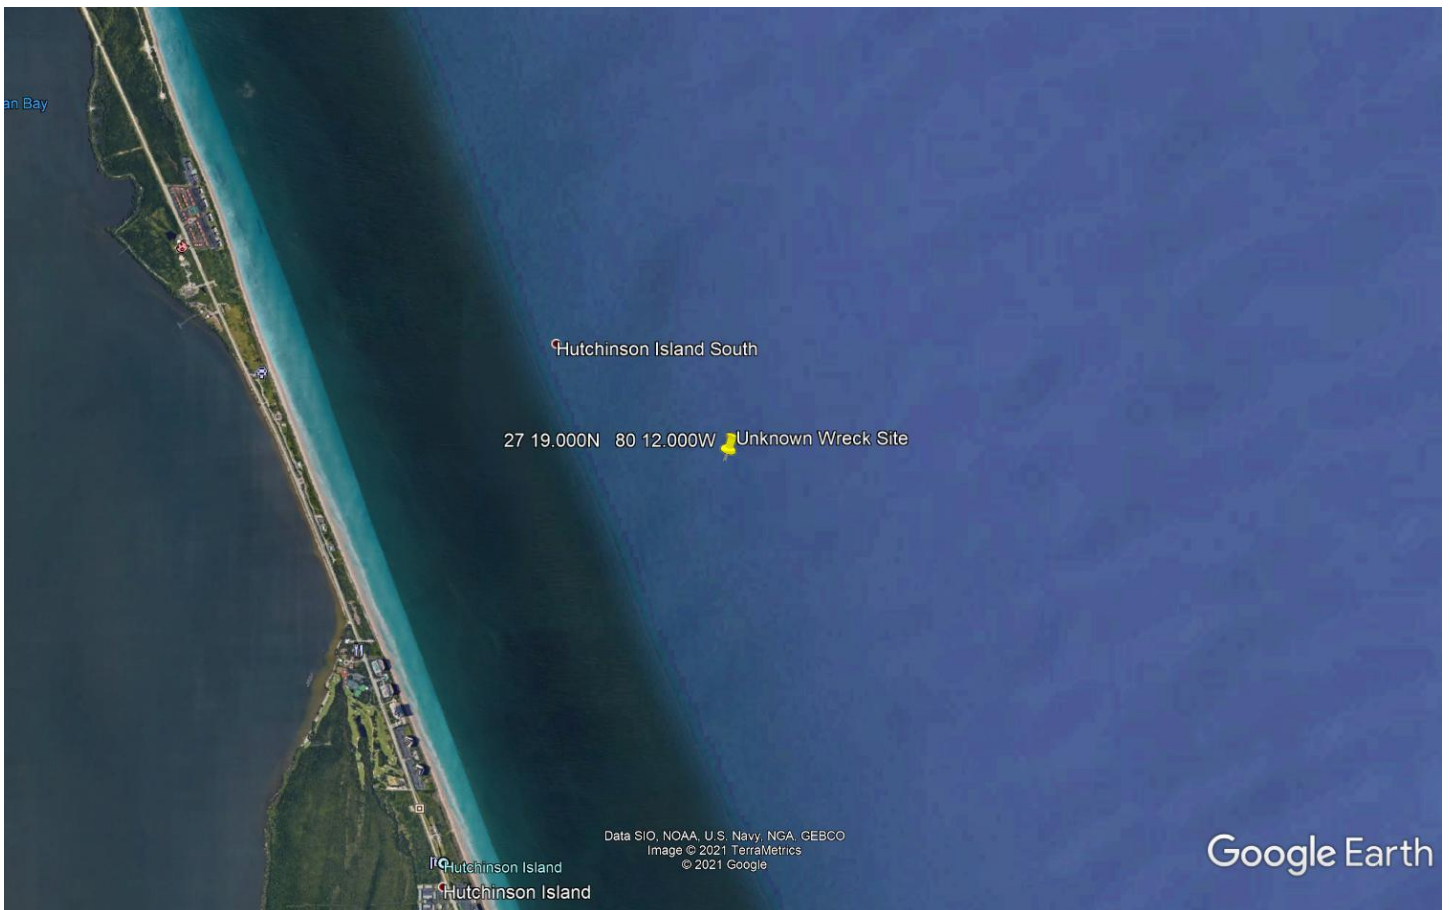 an Bay
Hutchinson Island South
27 19.000N 80 12.000W Unknown Wreck Site
Data SIO, NOAA, U.S. Navy, NGA, GEBCO
Image © 2021 TerraMetrics
© 2021 Google
Google Earth
Hutchinson Island
Hutchinson Island